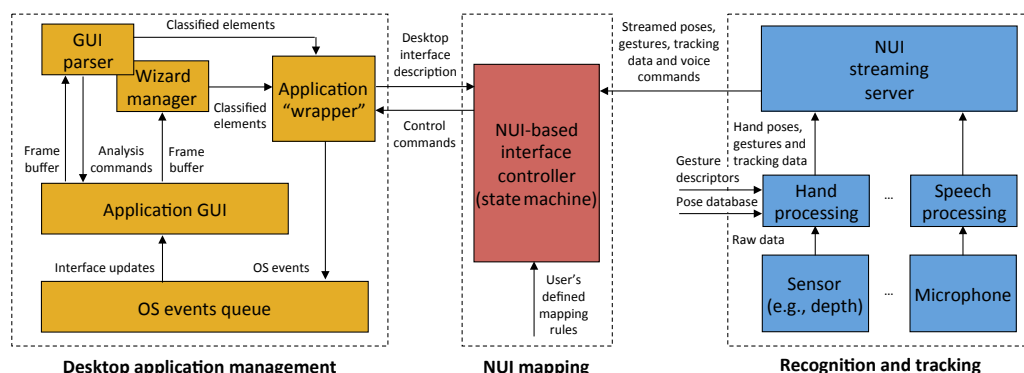 Classified elements
GUI
parser
Wizard
manager
Classified
elements
Application
“wrapper”
Desktop
interface
description
Control
commands
Frame
buffer
Analysis
commands
Frame
buffer
Application GUI
Interface updates
OS events
OS events queue
Desktop application management
NUI-based
interface
controller
(state machine)
User's
defined
mapping
rules
NUI mapping
Streamed poses,
gestures, tracking
data and voice
commands
NUI
streaming
server
Hand poses,
gestures and
tracking data
Gesture
descriptors
Pose database
Hand
processing
...
Speech
processing
Raw data
Sensor
(e.g., depth)
...
Microphone
Recognition and tracking